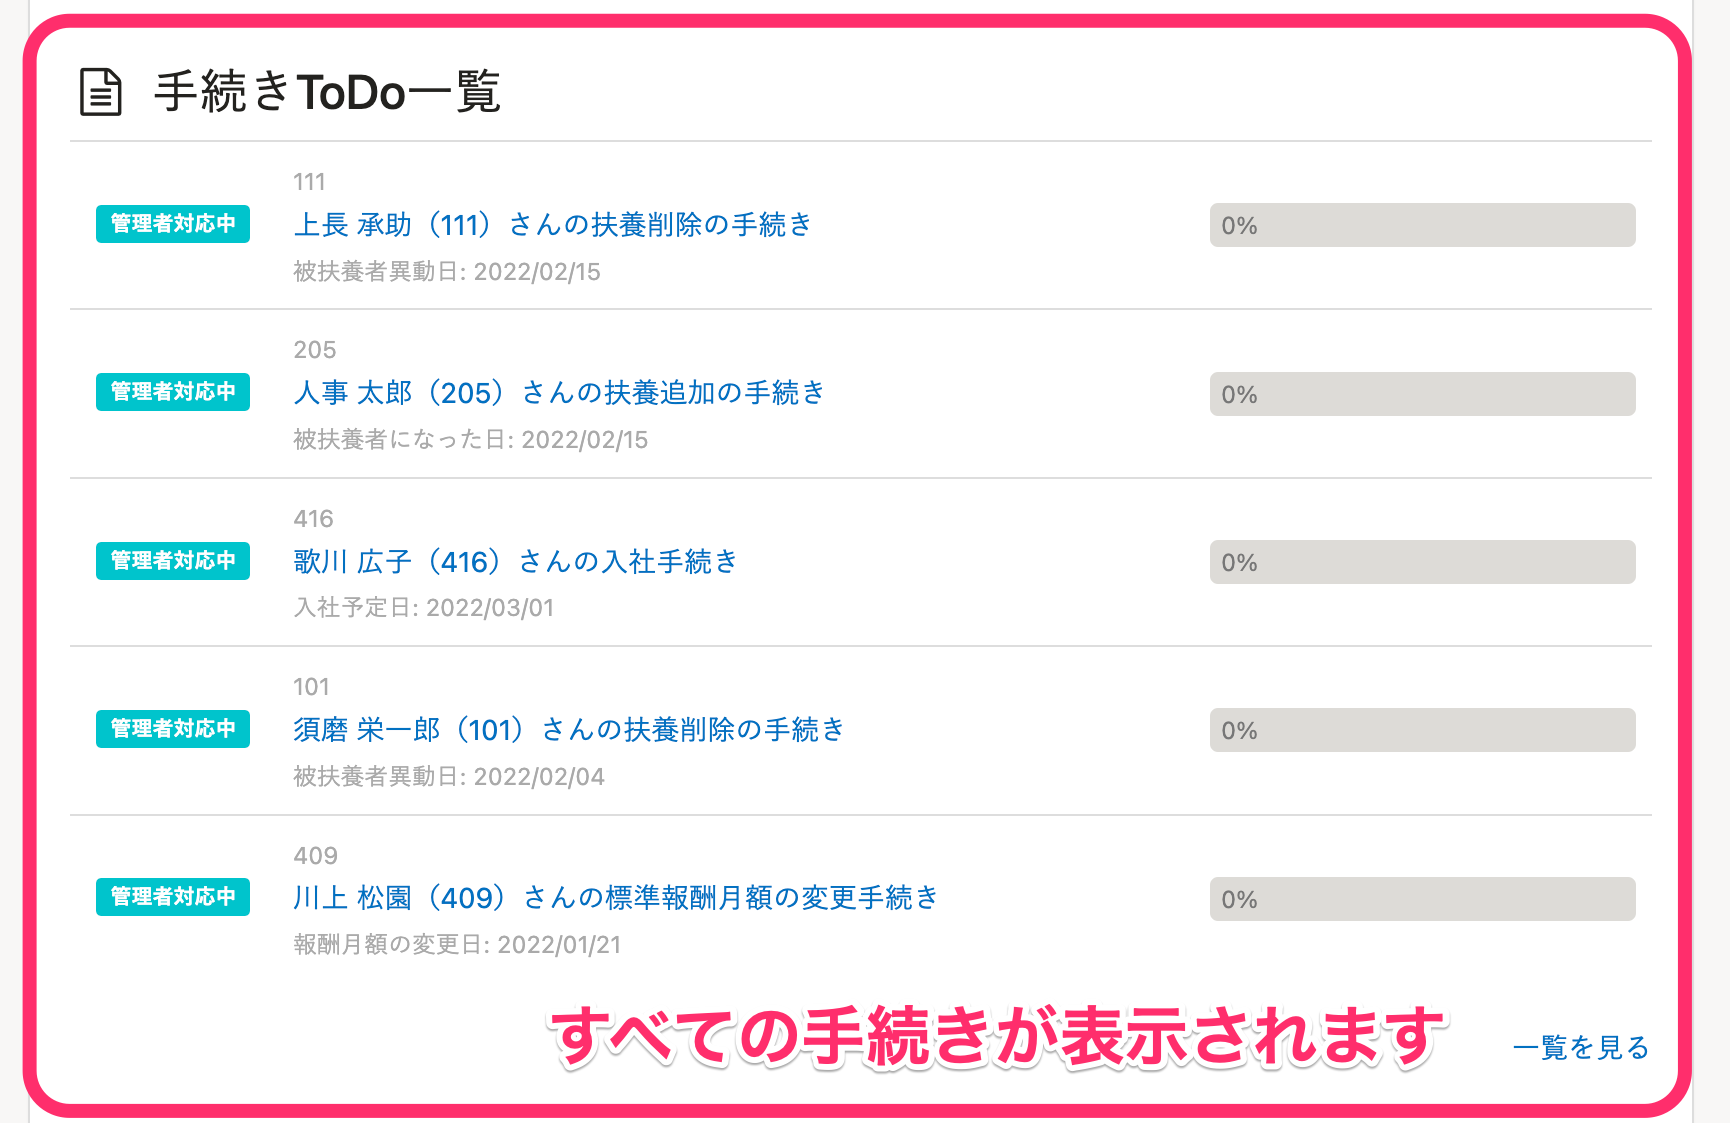 手続きToDo一覧
111
管理者対応中
上長 承助（111）さんの扶養削除の手続き
0%
被扶養者異動日: 2022/02/15
205
管理者対応中
人事 太郎（205）さんの扶養追加の手続き
0%
被扶養者になった日: 2022/02/15
416
管理者対応中
歌川 広子（416）さんの入社手続き
0%
入社予定日: 2022/03/01
101
管理者対応中
須磨 栄一郎（101）さんの扶養削除の手続き
0%
被扶養者異動日: 2022/02/04
409
管理者対応中
川上 松園（409）さんの標準報酬月額の変更手続き
0%
報酬月額の変更日: 2022/01/21
すべての手続きが表示されます
一覧を見る